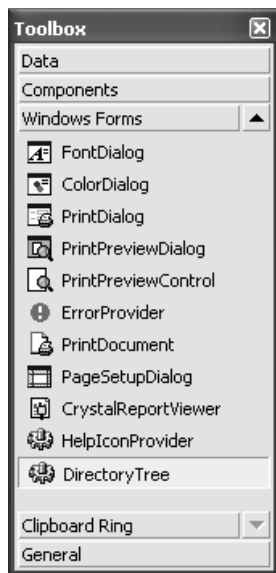 Toolbox
Data
Components
Windows Forms
FontDialog
ColorDialog
PrintDialog
PrintPreviewDialog
PrintPreviewControl
ErrorProvider
PrintDocument
PageSetupDialog
CrystalReportViewer
HelpIconProvider
DirectoryTree
Clipboard Ring
General